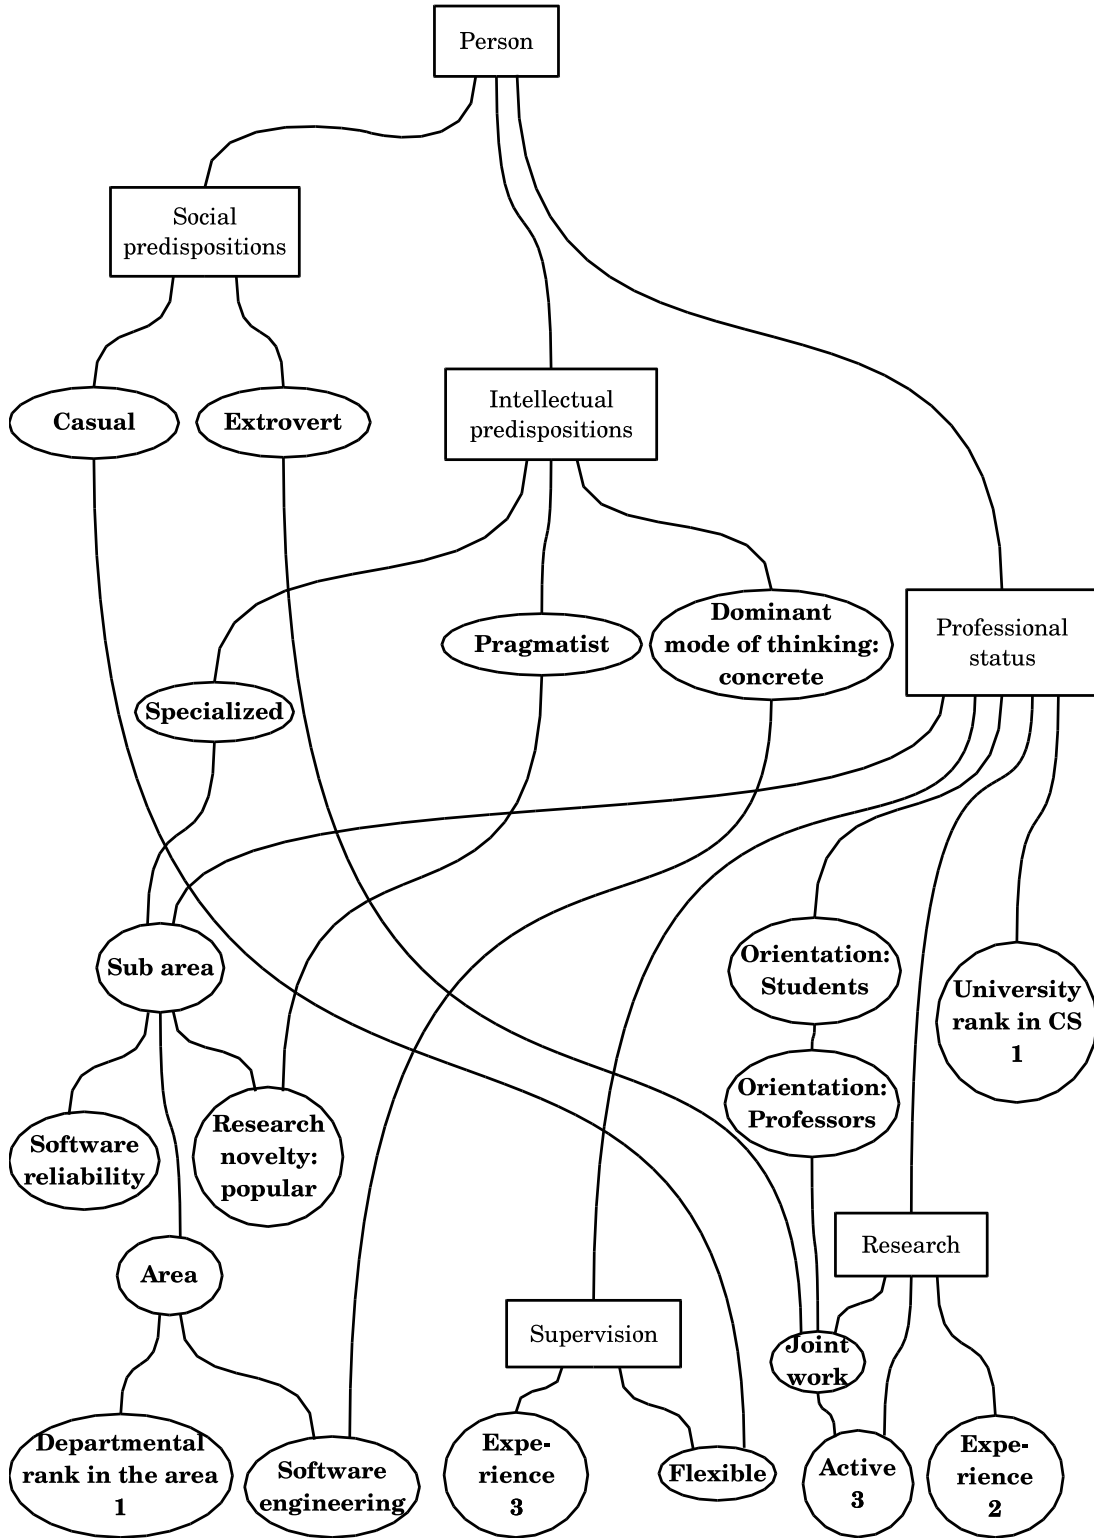 Person
Social
predispositions
Casual
Extrovert
Intellectual
predispositions
Specialized
Pragmatist
Dominant
mode of thinking:
concrete
Professional
status
Sub area
Orientation:
Students
University
rank in CS
1
Orientation:
Professors
Software
reliability
Research
novelty:
popular
Area
Research
Supervision
Joint
work
Departmental
rank in the area
1
Software
engineering
Expe-
rience
3
Flexible
Active
3
Expe-
rience
2